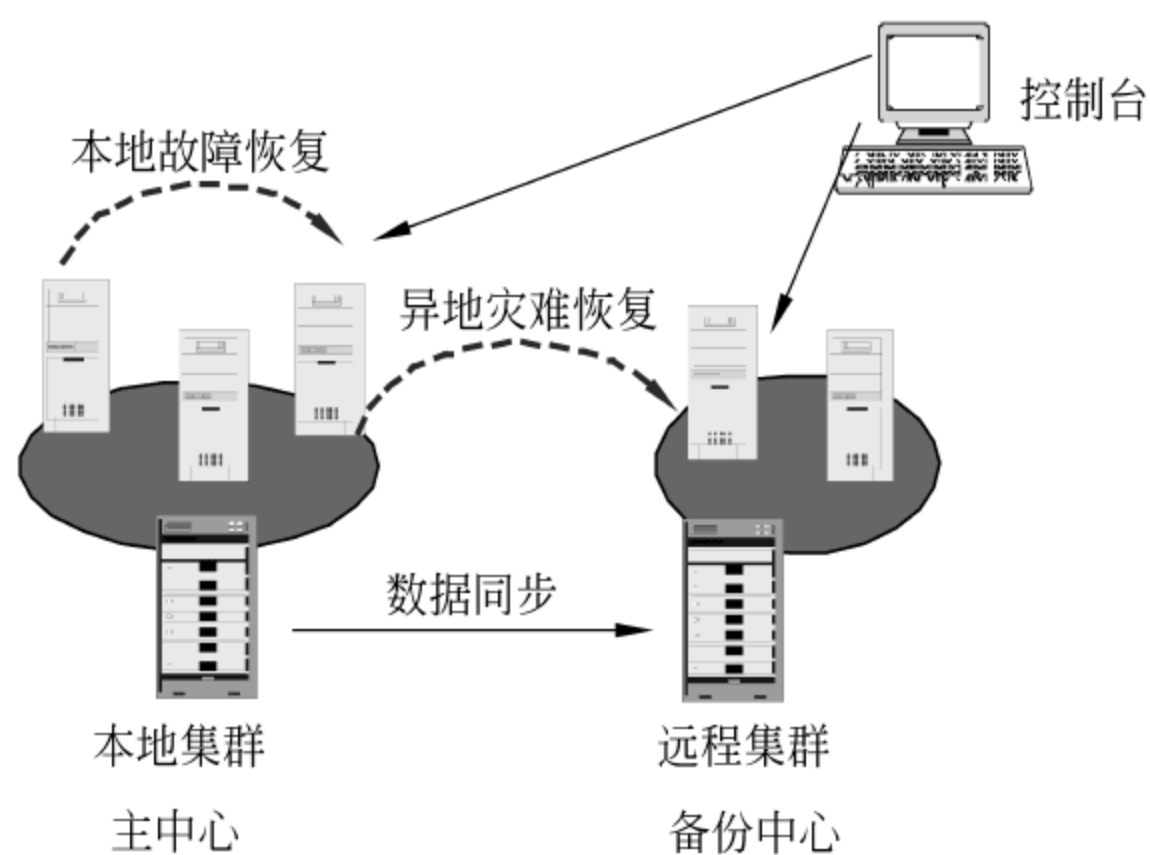 控制台
本地故障恢复
异地灾难恢复
数据同步
本地集群
主中心
远程集群
备份中心